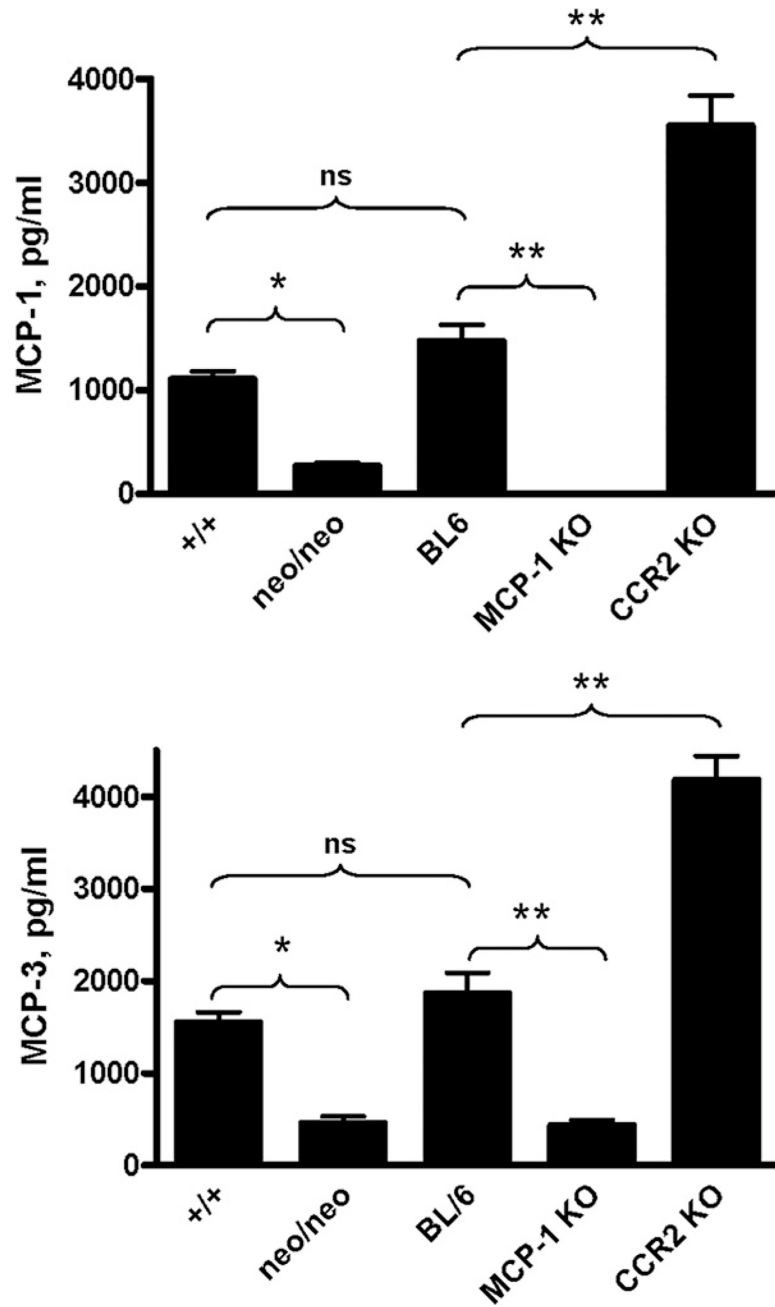 **
4000
ns
3000
**
*
2000
1000
0
MCP-1, pg/ml
+/+
neo/neo
BL6
MCP-1 KO
CCR2 KO
**
4000
ns
3000
**
*
2000
1000
0
MCP-3, pg/ml
+/+
neo/neo
BL/6
MCP-1 KO
CCR2 KO